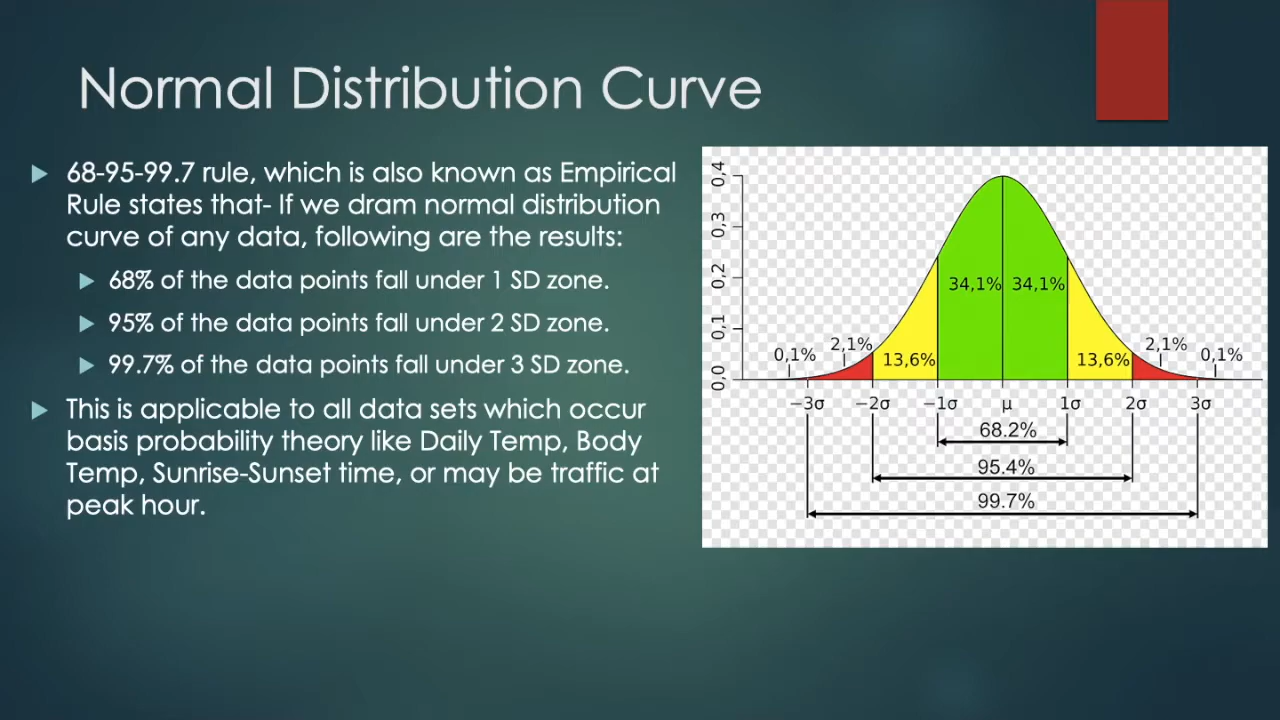 Normal Distribution Curve
68-95-99.7 rule, which is also known as Empirical
Rule states that- If we dram normal distribution
curve of any data, following are the results:
68% of the data points fall under 1 SD zone.
95% of the data points fall under 2 SD zone.
99.7% of the data points fall under 3 SD zone.
This is applicable to all data sets which occur
basis probability theory like Daily Temp, Body
Temp, Sunrise-Sunset time, or may be traffic at
peak hour.
0,4
0,3
0,2
0,1
0,0
34,1% 34,1%
0,1% 2,1% 13,6% 13,6% 2,1% 0,1%
−3σ −2σ −1σ μ 1σ 2σ 3σ
68.2%
95.4%
99.7%